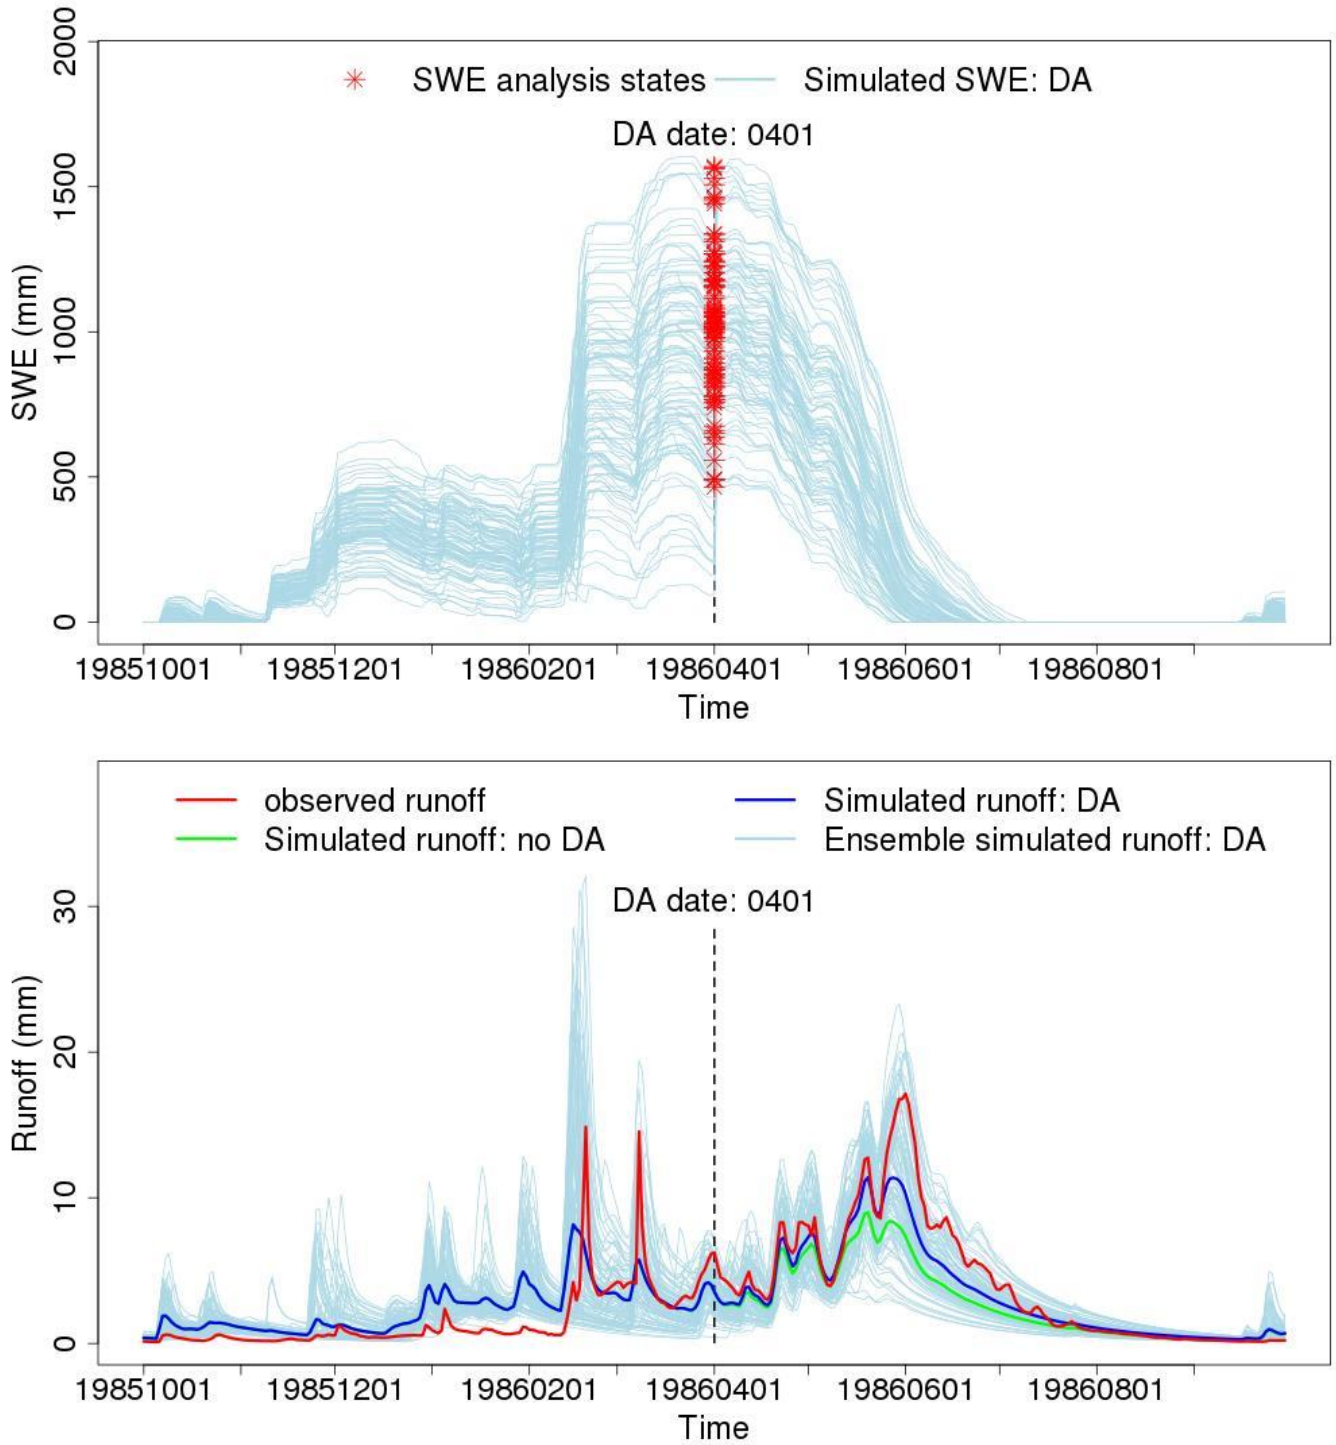 2000
SWE analysis states
Simulated SWE: DA
DA date: 0401
1500
1000
500
0
SWE (mm)
19851001 19851201 19860201 19860401 19860601 19860801
Time
observed runoff
Simulated runoff: DA
Simulated runoff: no DA
Ensemble simulated runoff: DA
DA date: 0401
30
20
10
0
Runoff (mm)
19851001 19851201 19860201 19860401 19860601 19860801
Time